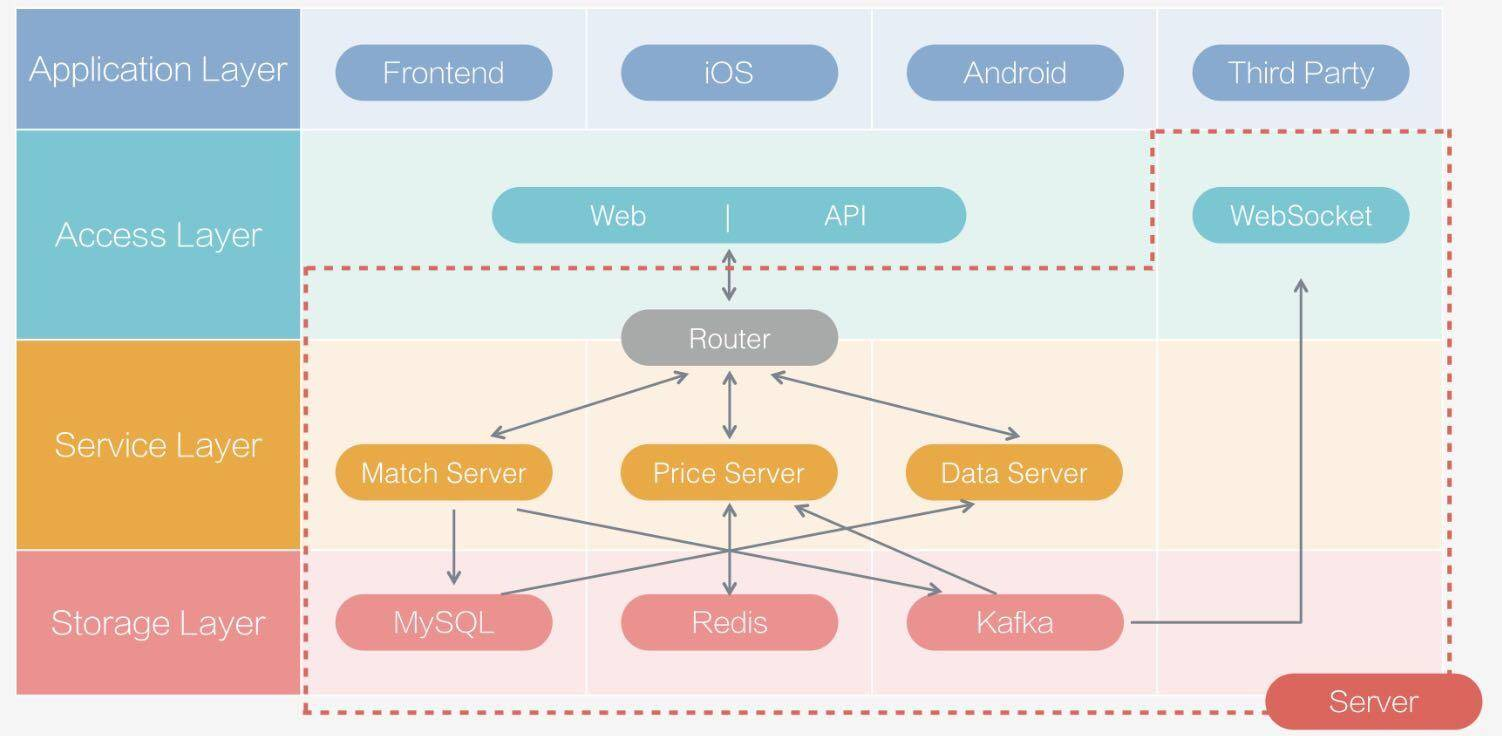 Application Layer
Frontend
iOS
Android
Third Party
Access Layer
Web | API
WebSocket
Router
Service Layer
Match Server
Price Server
Data Server
Storage Layer
MySQL
Redis
Kafka
Server